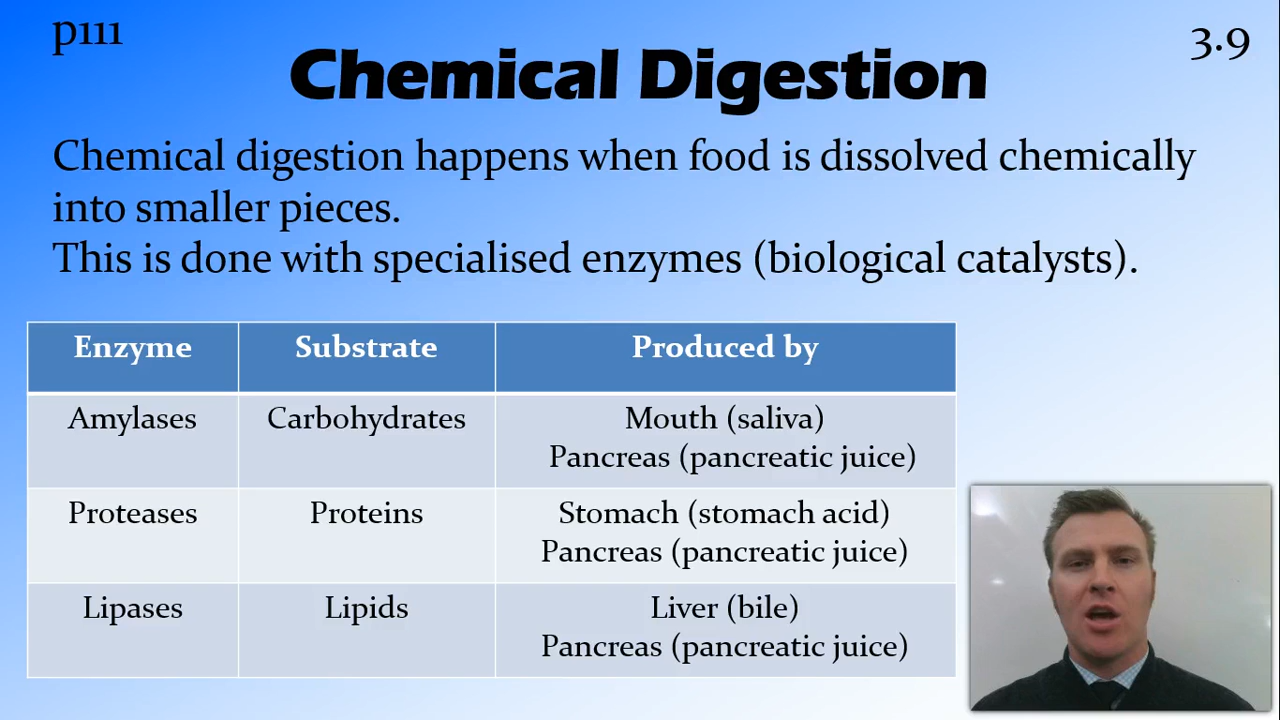 p111
3.9
Chemical Digestion
Chemical digestion happens when food is dissolved chemically
into smaller pieces.
This is done with specialised enzymes (biological catalysts).
Enzyme Substrate Produced by
Amylases Carbohydrates Mouth (saliva)
Pancreas (pancreatic juice)
Proteases Proteins Stomach (stomach acid)
Pancreas (pancreatic juice)
Lipases Lipids Liver (bile)
Pancreas (pancreatic juice)